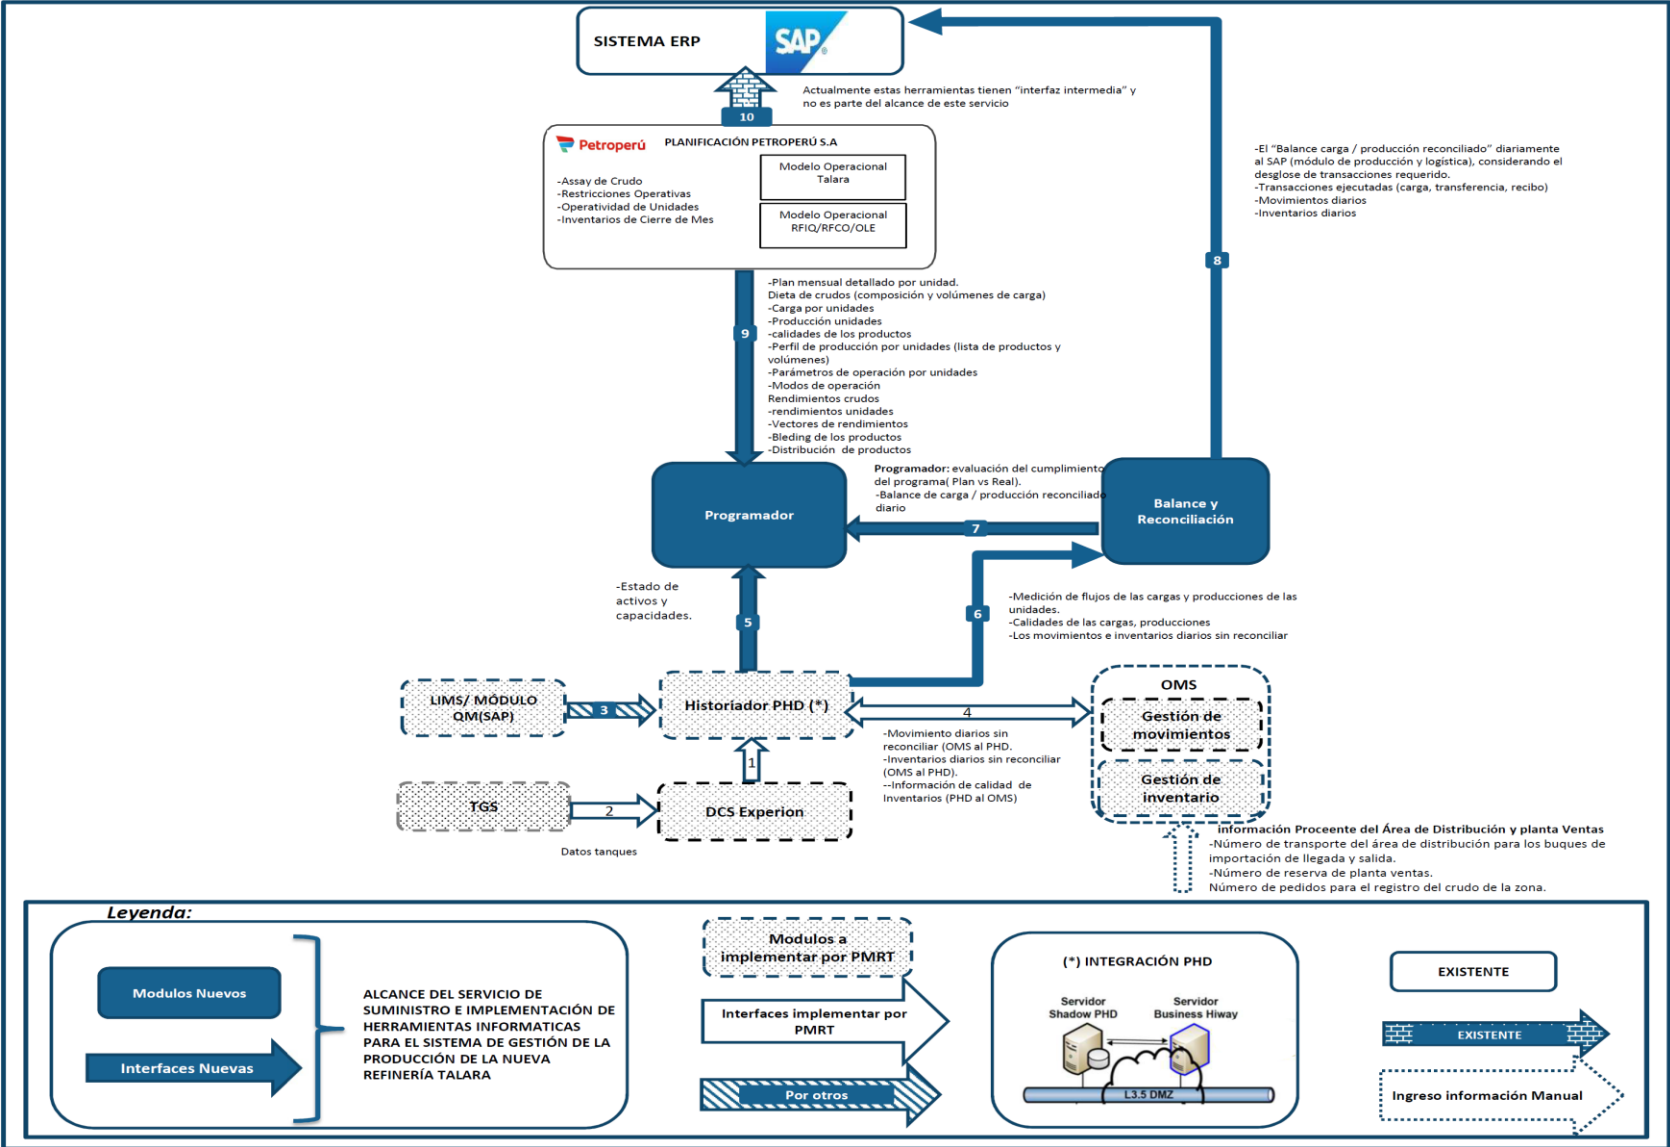 SISTEMA ERP
SAP
Actualmente estas herramientas tienen "interfaz intermedia" y
no es parte del alcance de este servicio
10
Petroperú
PLANIFICACIÓN PETROPERÚ S.A
-Assay de Crudo
-Restricciones Operativas
-Operatividad de Unidades
-Inventarios de Cierre de Mes
Modelo Operacional
Talara
Modelo Operacional
RFIQ/RFCO/OLE
-El "Balance carga / producción reconciliado" diariamente
al SAP (módulo de producción y logística), considerando el
desglose de transacciones requerido.
-Transacciones ejecutadas (carga, transferencia, recibo)
-Movimientos diarios
-Inventarios diarios
8
9
-Plan mensual detallado por unidad.
Dieta de crudos (composición y volúmenes de carga)
-Carga por unidades
-Producción unidades
-calidades de los productos
-Perfil de producción por unidades (lista de productos y
volúmenes)
-Parámetros de operación por unidades
-Modos de operación
Rendimientos crudos
-rendimientos unidades
-Vectores de rendimientos
-Bleding de los productos
-Distribución de productos
Programador
Programador: evaluación del cumplimiento
del programa( Plan vs Real).
-Balance de carga / producción reconciliado
diario
7
Balance y
Reconciliación
-Estado de
activos y
capacidades.
5
6
-Medición de flujos de las cargas y producciones de las
unidades.
-Calidades de las cargas, producciones
-Los movimientos e inventarios diarios sin reconciliar
LIMS/ MÓDULO
QM(SAP)
3
Historiador PHD (*)
4
OMS
Gestión de
movimientos
Gestión de
inventario
-Movimiento diarios sin
reconciliar (OMS al PHD.
-Inventarios diarios sin reconciliar
(OMS al PHD).
--Información de calidad de
Inventarios (PHD al OMS)
1
TGS
2
DCS Experion
Datos tanques
información Proceente del Área de Distribución y planta Ventas
-Número de transporte del área de distribución para los buques de
importación de llegada y salida.
-Número de reserva de planta ventas.
Número de pedidos para el registro del crudo de la zona.
Leyenda:
Modulos Nuevos
Interfaces Nuevas
ALCANCE DEL SERVICIO DE
SUMINISTRO E IMPLEMENTACIÓN DE
HERRAMIENTAS INFORMATICAS
PARA EL SISTEMA DE GESTIÓN DE LA
PRODUCCIÓN DE LA NUEVA
REFINERÍA TALARA
Modulos a
implementar por PMRT
Interfaces implementar por
PMRT
Por otros
(*) INTEGRACIÓN PHD
Servidor
Shadow PHD
Servidor
Business Hiway
L3.5 DMZ
EXISTENTE
EXISTENTE
Ingreso información Manual